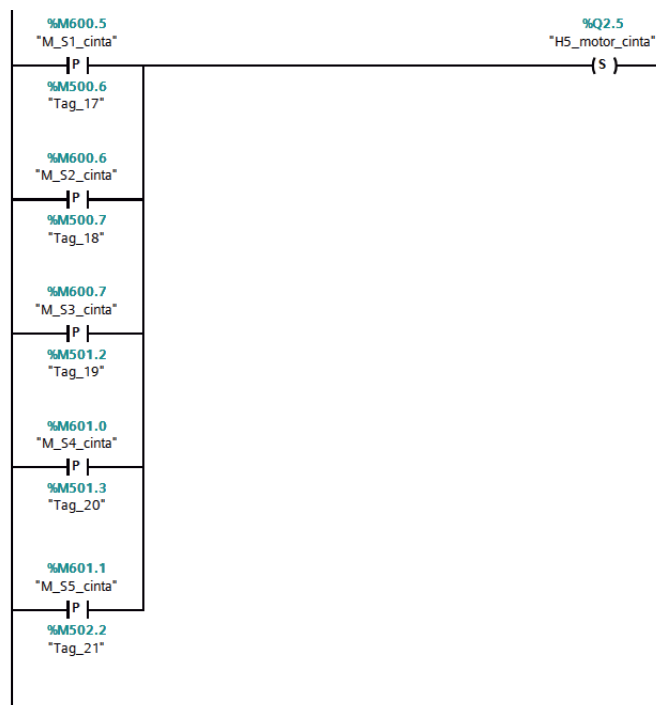 %M600.5
"M_S1_cinta"
P
%M500.6
"Tag_17"
%Q2.5
"H5_motor_cinta"
S
%M600.6
"M_S2_cinta"
P
%M500.7
"Tag_18"
%M600.7
"M_S3_cinta"
P
%M501.2
"Tag_19"
%M601.0
"M_S4_cinta"
P
%M501.3
"Tag_20"
%M601.1
"M_S5_cinta"
P
%M502.2
"Tag_21"